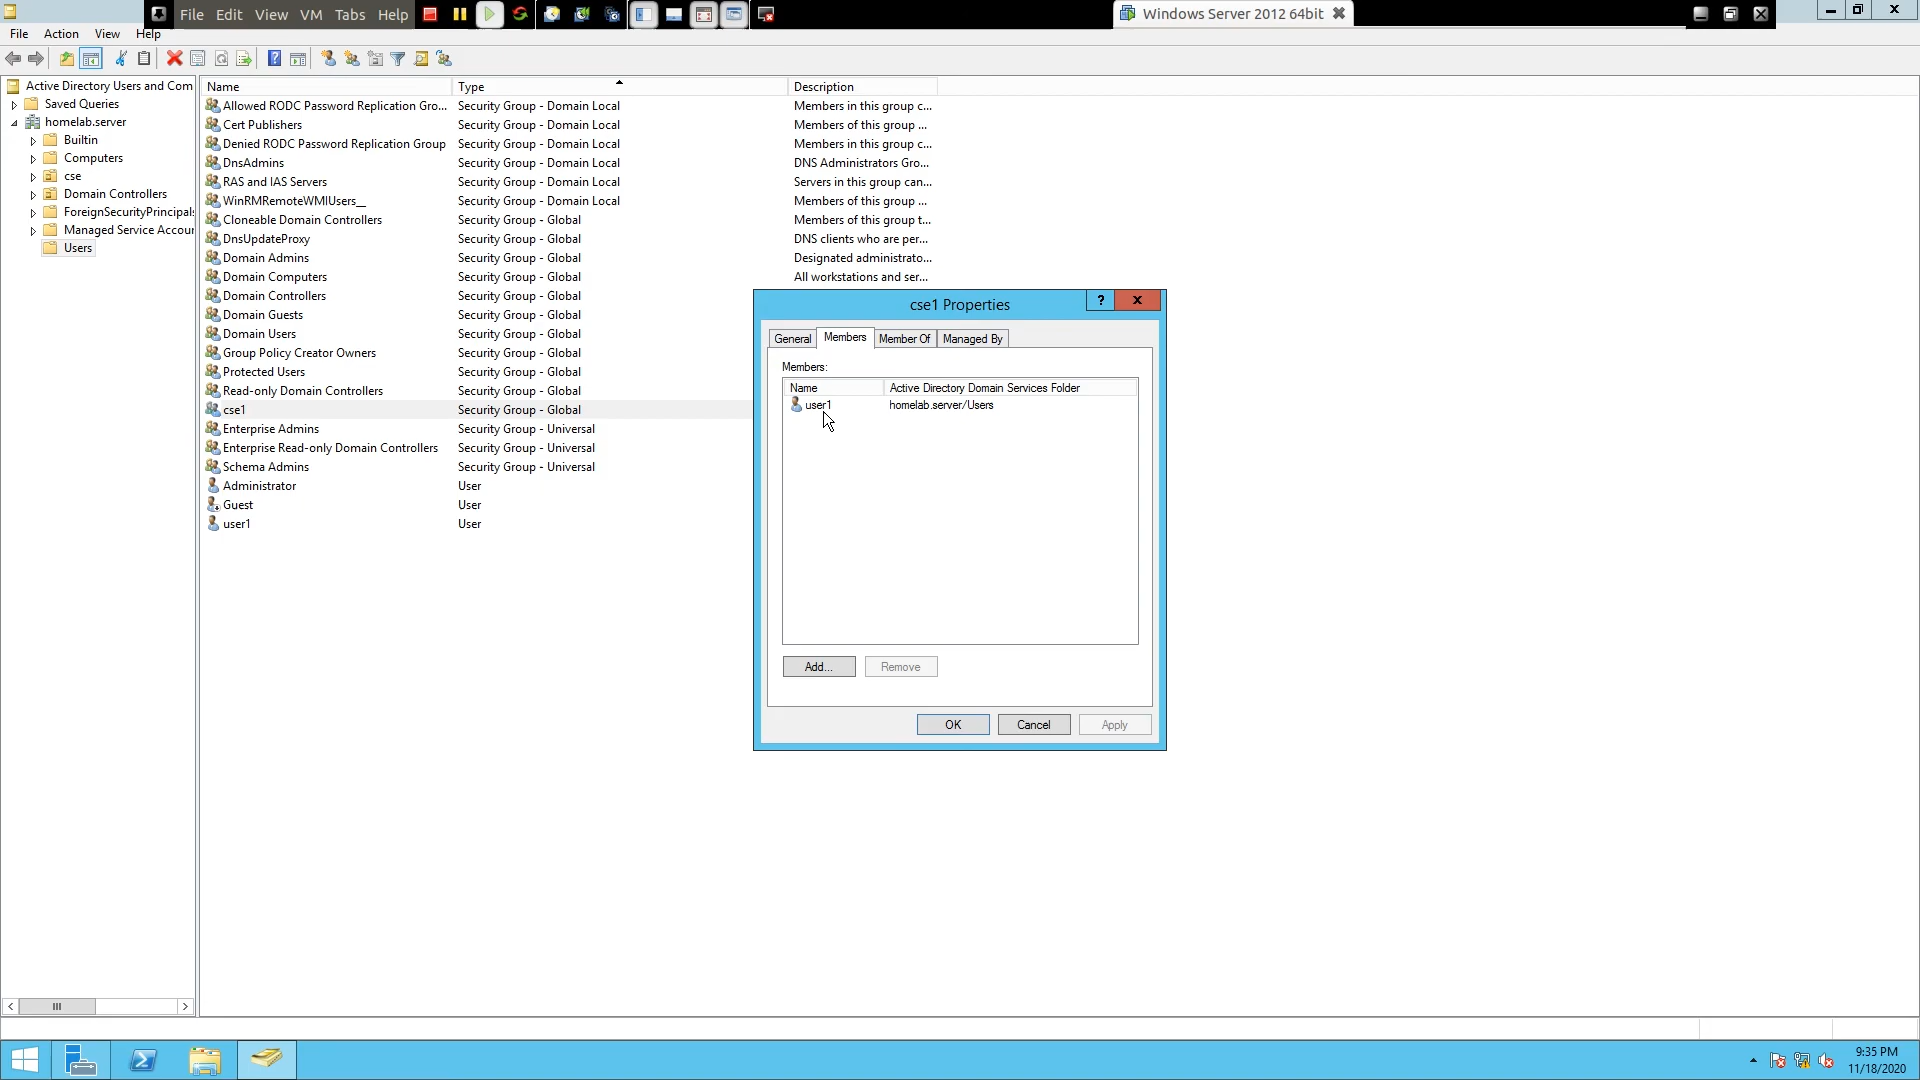 File Edit View VM Tabs Help
Windows Server 2012 64bit
File Action View Help
Active Directory Users and Com
Saved Queries
homelab.server
Builtin
Computers
cse
Domain Controllers
ForeignSecurityPrincipals
Managed Service Accour
Users
Name Type Description
Allowed RODC Password Replication Gro... Security Group - Domain Local Members in this group c...
Cert Publishers Security Group - Domain Local Members of this group ...
Denied RODC Password Replication Group Security Group - Domain Local Members in this group c...
DnsAdmins Security Group - Domain Local DNS Administrators Gro...
RAS and IAS Servers Security Group - Domain Local Servers in this group can...
WinRMRemoteWMIUsers__ Security Group - Domain Local Members of this group ...
Cloneable Domain Controllers Security Group - Global Members of this group t...
DnsUpdateProxy Security Group - Global DNS clients who are per...
Domain Admins Security Group - Global Designated administrato...
Domain Computers Security Group - Global All workstations and ser...
Domain Controllers Security Group - Global
Domain Guests Security Group - Global
Domain Users Security Group - Global
Group Policy Creator Owners Security Group - Global
Protected Users Security Group - Global
Read-only Domain Controllers Security Group - Global
cse1 Security Group - Global
Enterprise Admins Security Group - Universal
Enterprise Read-only Domain Controllers Security Group - Universal
Schema Admins Security Group - Universal
Administrator User
Guest User
user1 User
cse1 Properties
? x
General Members Member Of Managed By
Members:
Name Active Directory Domain Services Folder
user1 homelab.server/Users
Add... Remove
OK Cancel Apply
9:35 PM
11/18/2020